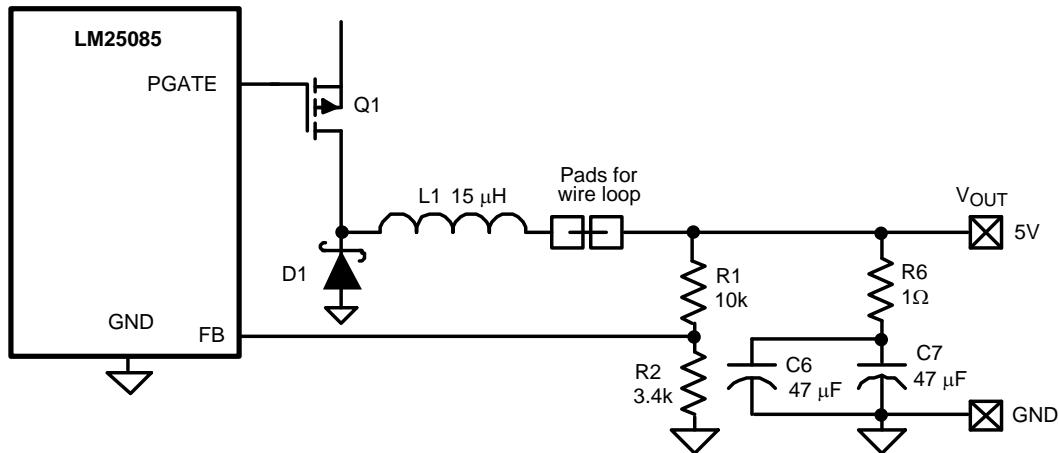 LM25085
PGATE
Q1
Pads for
wire loop
L1 15 μH
VOUT
5V
D1
R1
10k
R6
1Ω
GND
FB
R2
3.4k
C6
47 μF
C7
47 μF
GND